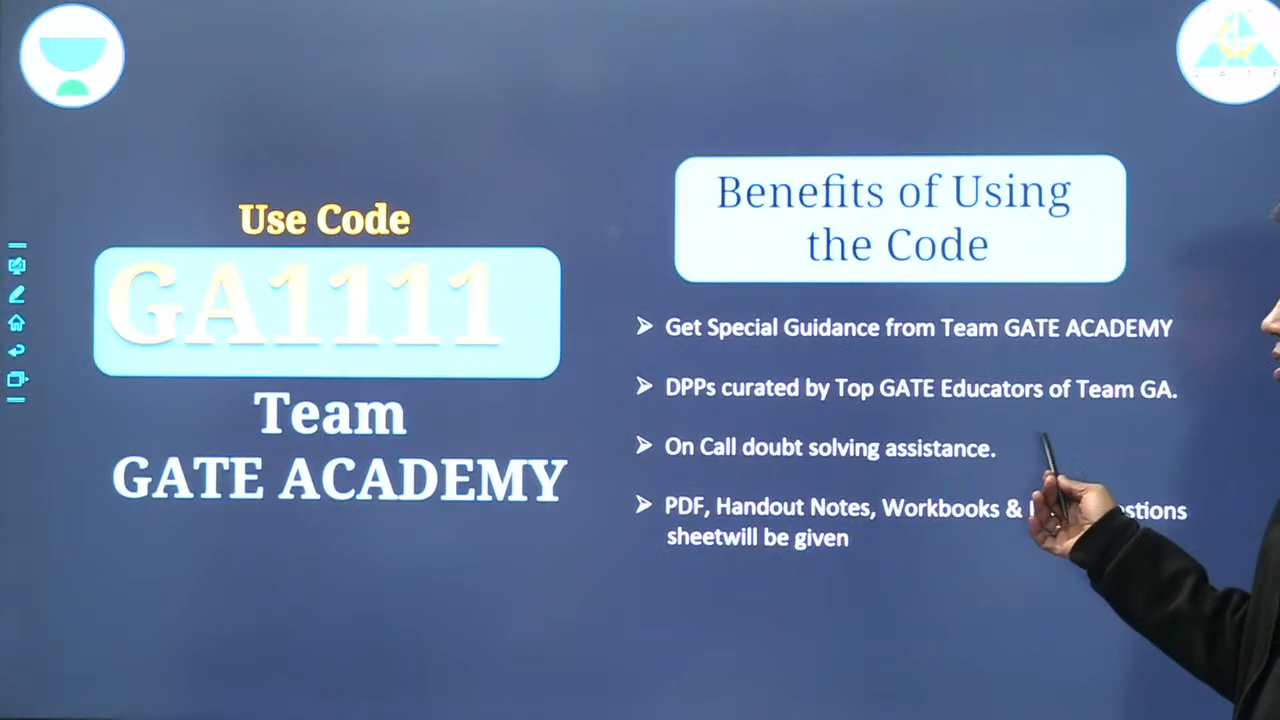 Use Code
GA1111
Team
GATE ACADEMY
Benefits of Using
the Code
➢ Get Special Guidance from Team GATE ACADEMY
➢ DPPs curated by Top GATE Educators of Team GA.
➢ On Call doubt solving assistance.
➢ PDF, Handout Notes, Workbooks &
sheetwill be given